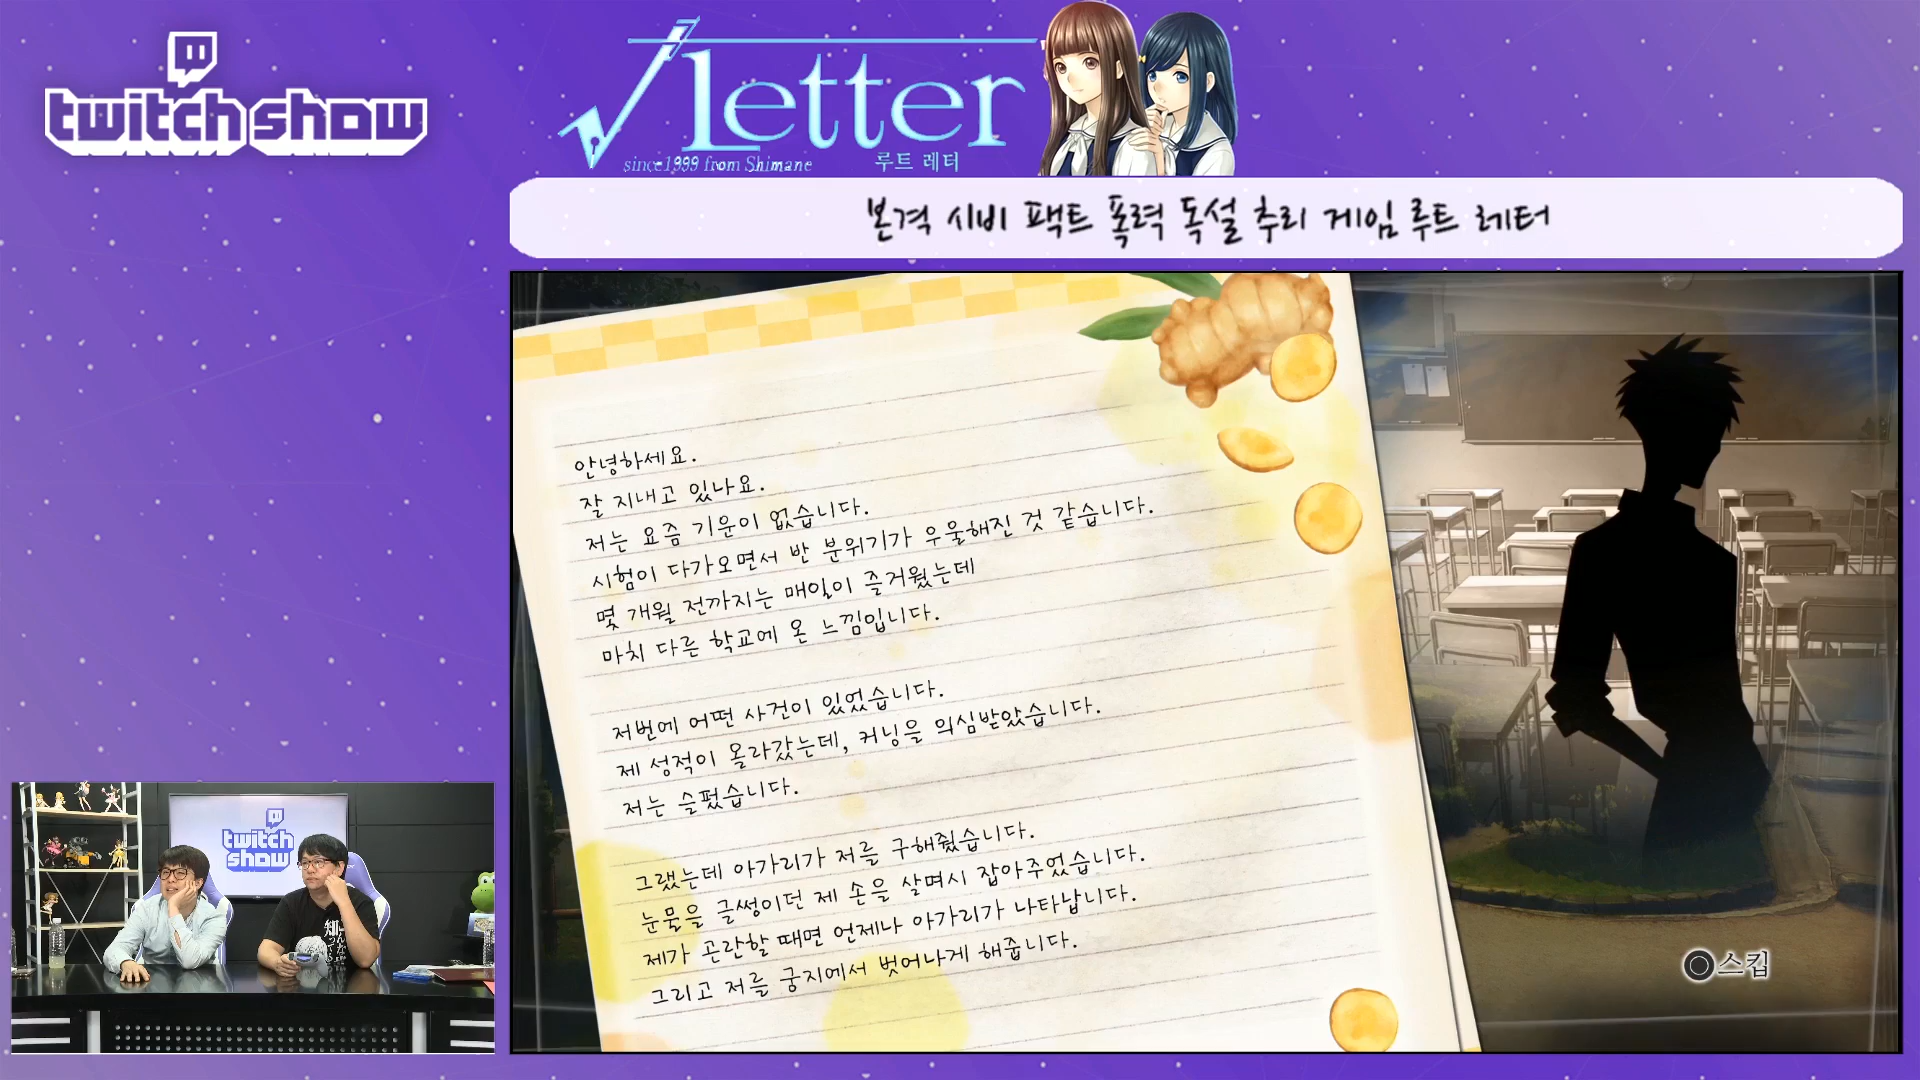 twitch show
√Letter
since1999 from Shimane
루트 레터
본격 시비 팩트 폭력 독설 추리 게임 루트 레터
안녕하세요.
잘 지내고 있나요.
저는 요즘 기운이 없습니다.
시험이 다가오면서 반 분위기가 우울해진 것 같습니다.
몇 개월 전까지는 매일이 즐거웠는데
마치 다른 학교에 온 느낌입니다.
저번에 어떤 사건이 있었습니다.
제 성적이 올라갔는데, 커닝을 의심받았습니다.
저는 슬펐습니다.
그랬는데 아가리가 저를 구해줬습니다.
눈물을 글썽이던 제 손을 살며시 잡아주었습니다.
제가 곤란할 때면 언제나 아가리가 나타납니다.
그리고 저를 궁지에서 벗어나게 해줍니다.
스킵
twitch
show